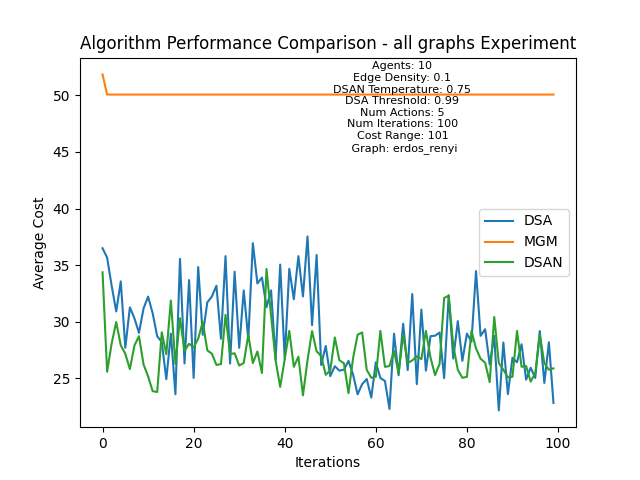 Algorithm Performance Comparison - all graphs Experiment
Agents: 10
Edge Density: 0.1
DSAN Temperature: 0.75
DSA Threshold: 0.99
Num Actions: 5
Num Iterations: 100
Cost Range: 101
Graph: erdos_renyi
50
45
40
35
30
25
Average Cost
DSA
MGM
DSAN
0
20
40
60
80
100
Iterations